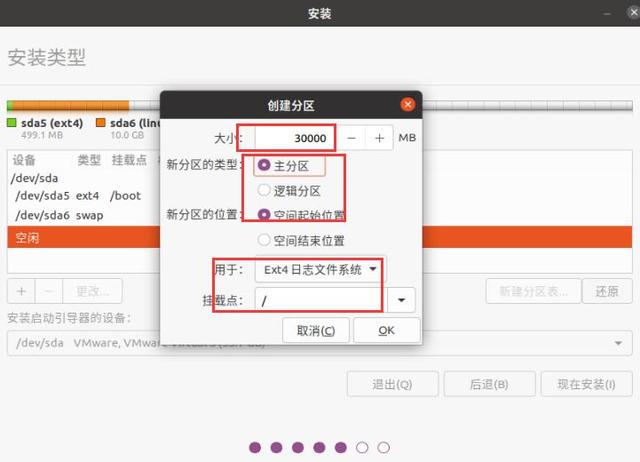 安装
安装类型
sda5 (ext4)
sda6 (linu
499.1 MB
10.0 GB
设备 类型 挂载点
/dev/sda
/dev/sda5 ext4 /boot
/dev/sda6 swap
空闲
更改...
新建分区表...
还原
安装启动引导器的设备:
/dev/sda VMware, VMware
退出(Q)
后退(B)
现在安装(I)
创建分区
大小: 30000 MB
新分区的类型: 主分区
逻辑分区
新分区的位置: 空间起始位置
空间结束位置
用于: Ext4 日志文件系统
挂载点: /
取消(C)
OK